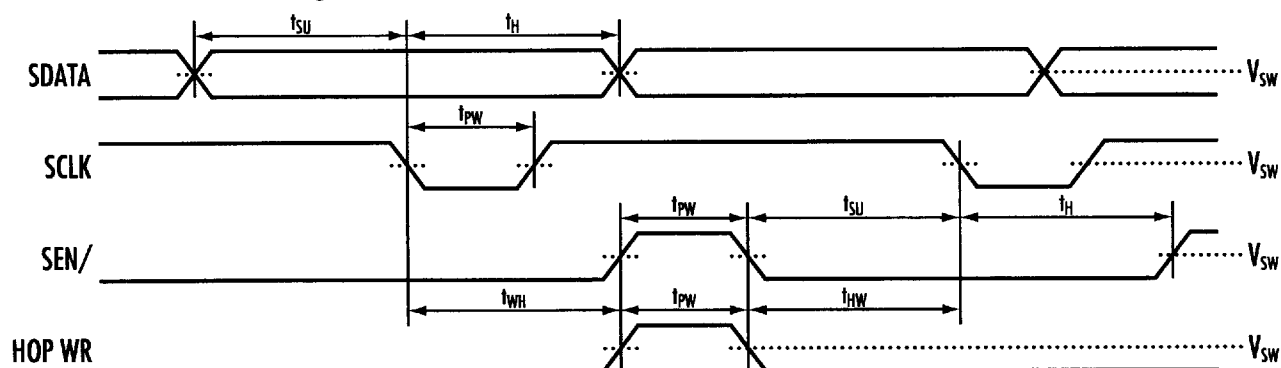 tSU tH
SDATA VSW
tPW
SCLK VSW
tPW tSU tH
SEN/ VSW
tWH tPW tHW
HOP WR VSW